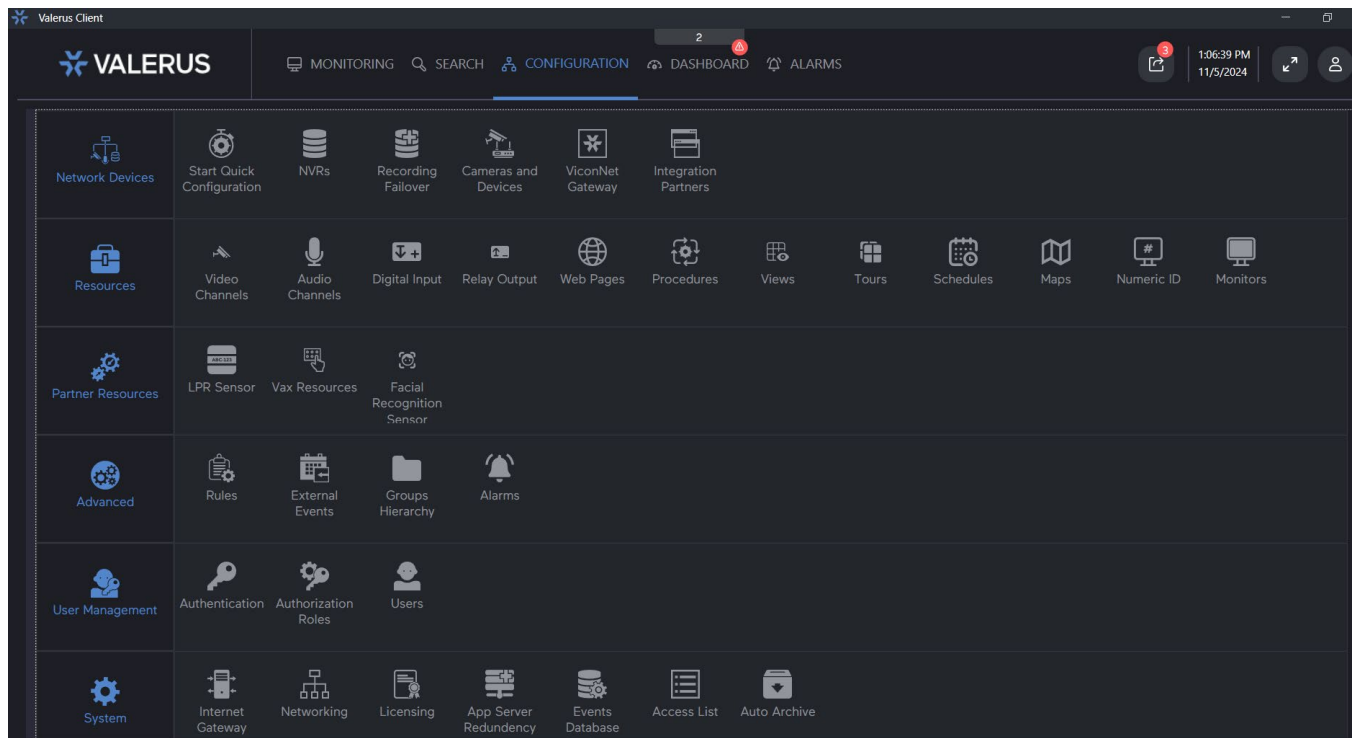 Valerus Client
VALERUS
MONITORING
SEARCH
CONFIGURATION
2
DASHBOARD
ALARMS
3
1:06:39 PM
11/5/2024
Network Devices
Start Quick
Configuration
NVRs
Recording
Failover
Cameras and
Devices
ViconNet
Gateway
Integration
Partners
Resources
Video
Channels
Audio
Channels
Digital Input
Relay Output
Web Pages
Procedures
Views
Tours
Schedules
Maps
#
Numeric ID
Monitors
Partner Resources
ABC 123
LPR Sensor
Vax Resources
Facial
Recognition
Sensor
Advanced
Rules
External
Events
Groups
Hierarchy
Alarms
User Management
Authentication
Authorization
Roles
Users
System
Internet
Gateway
Networking
Licensing
App Server
Redundency
Events
Database
Access List
Auto Archive